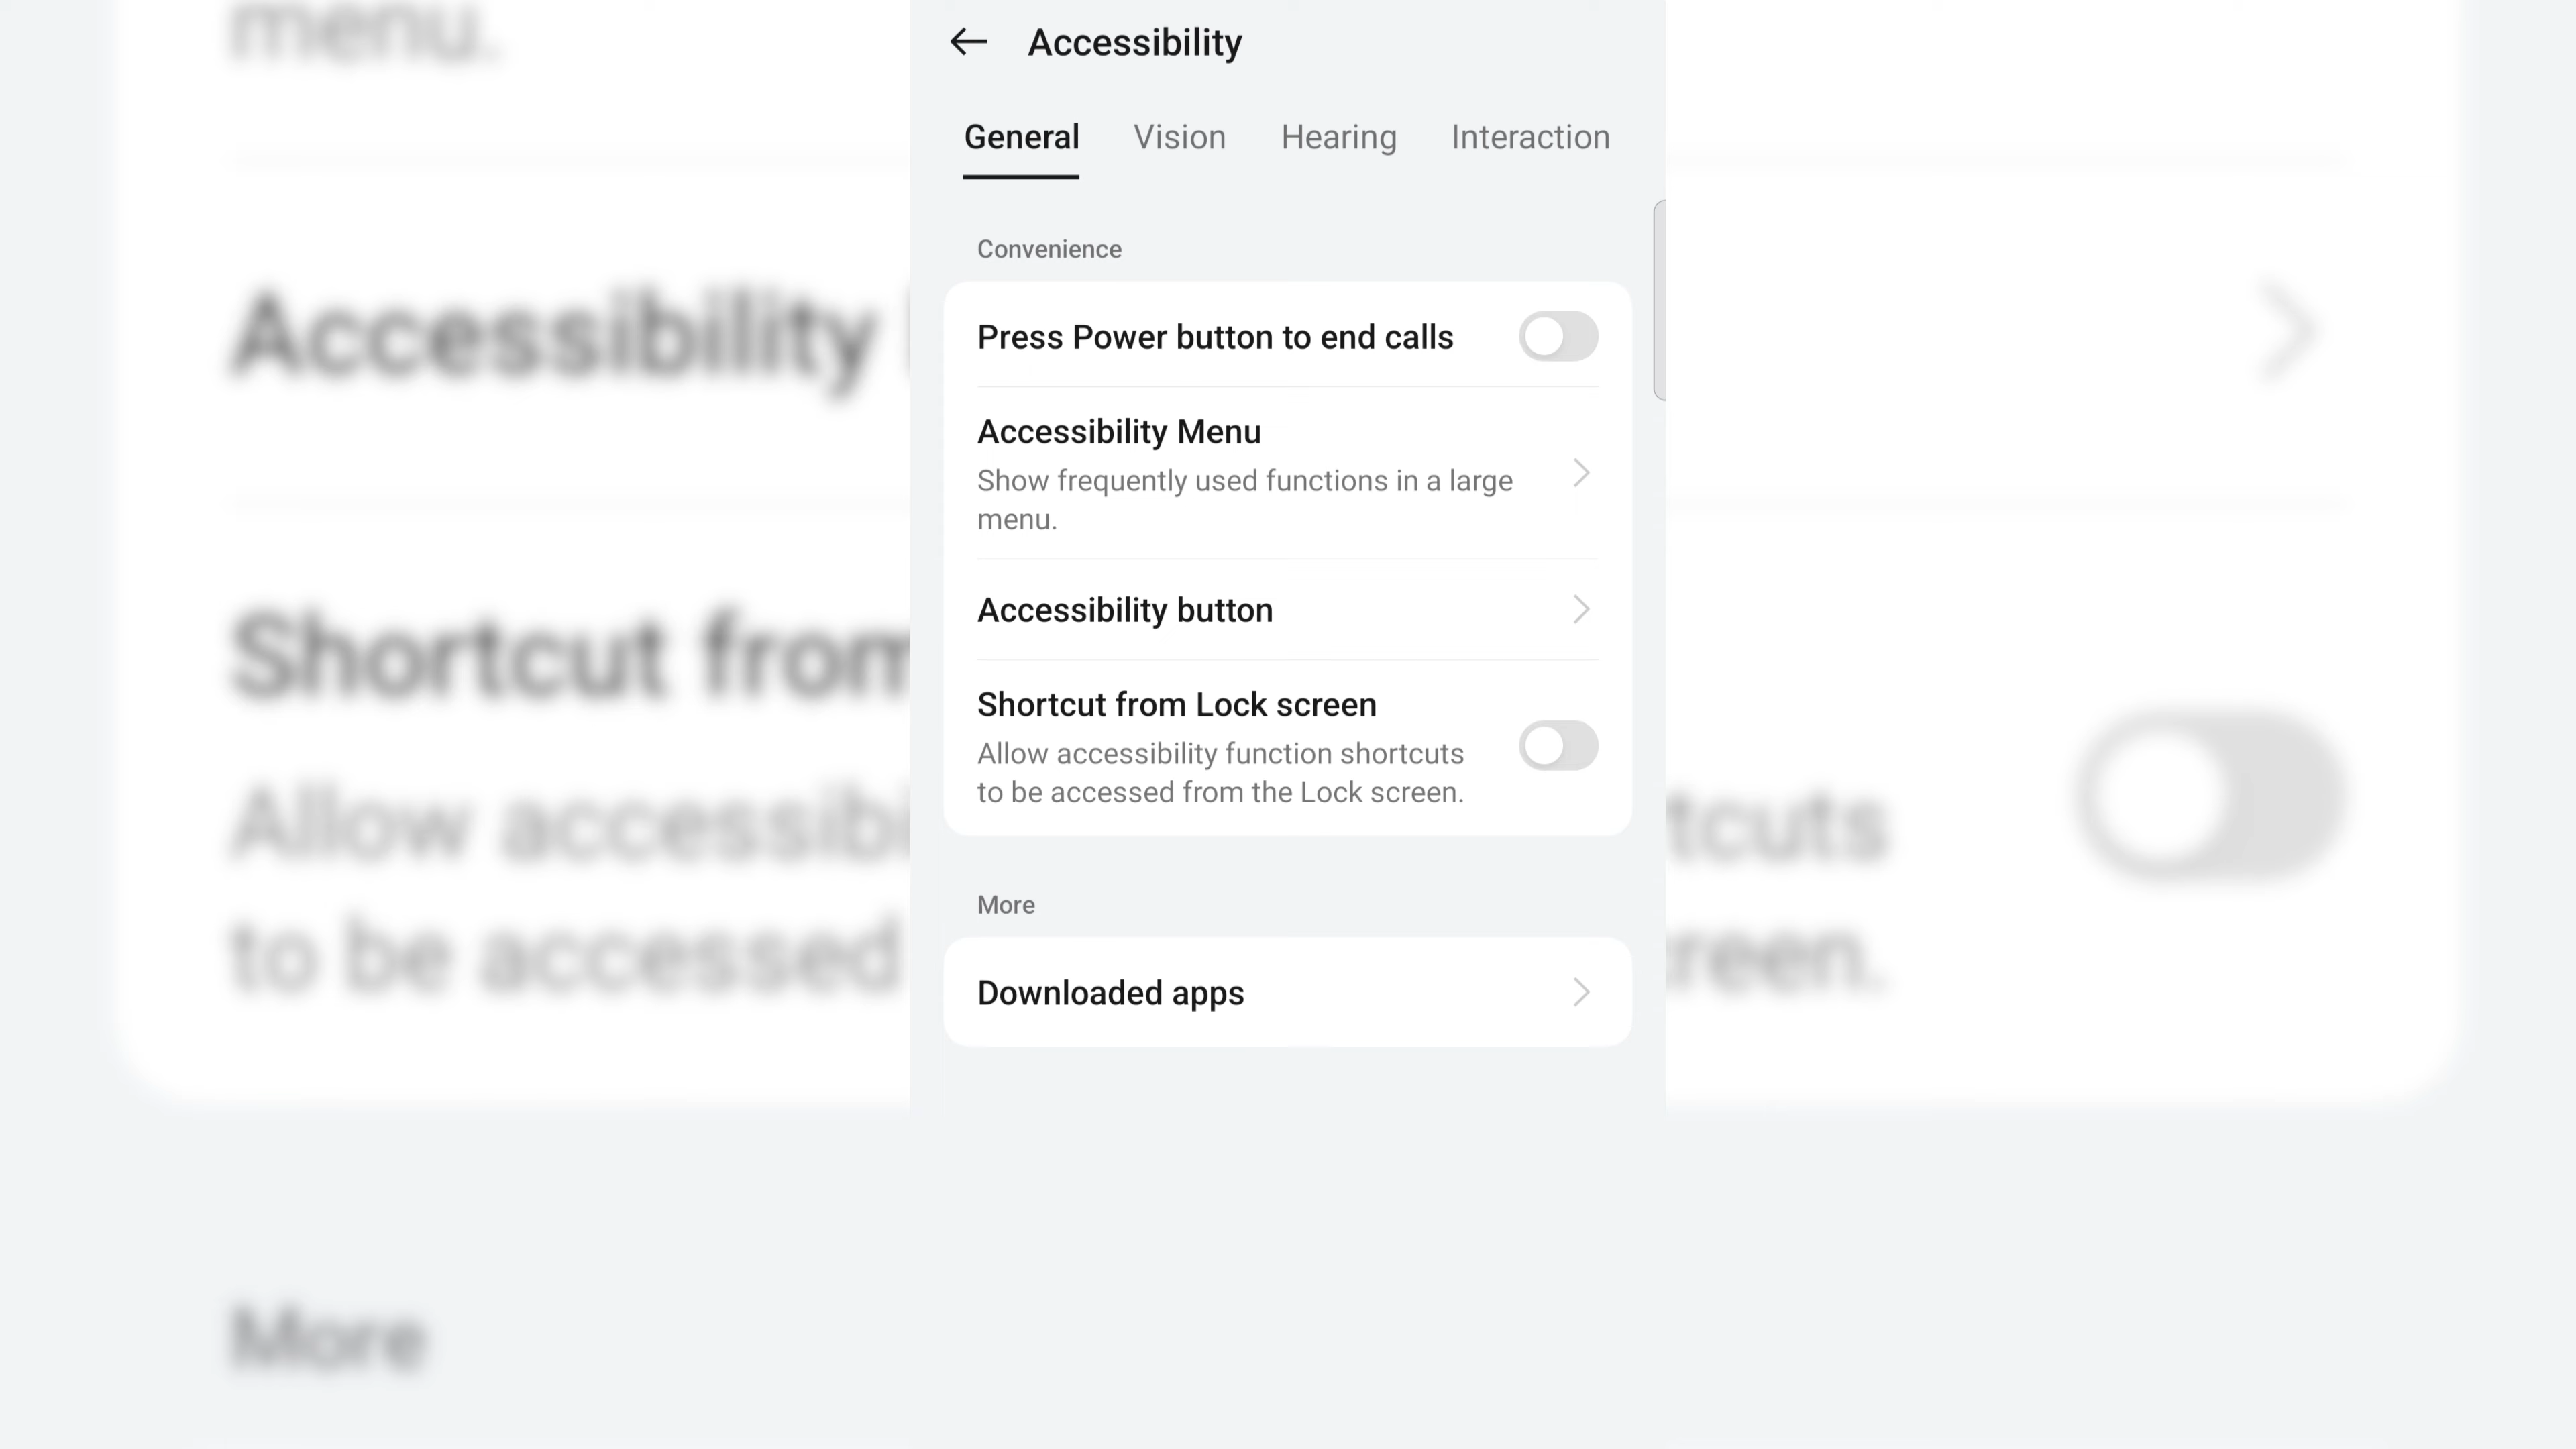 Accessibility
General Vision Hearing Interaction
Convenience
Press Power button to end calls
Accessibility Menu
Show frequently used functions in a large
menu.
Accessibility button
Shortcut from Lock screen
Allow accessibility function shortcuts
to be accessed from the Lock screen.
More
Downloaded apps
menu.
Accessibility
Shortcut from
Allow accessibi
tcuts
to be accessed
reen.
More